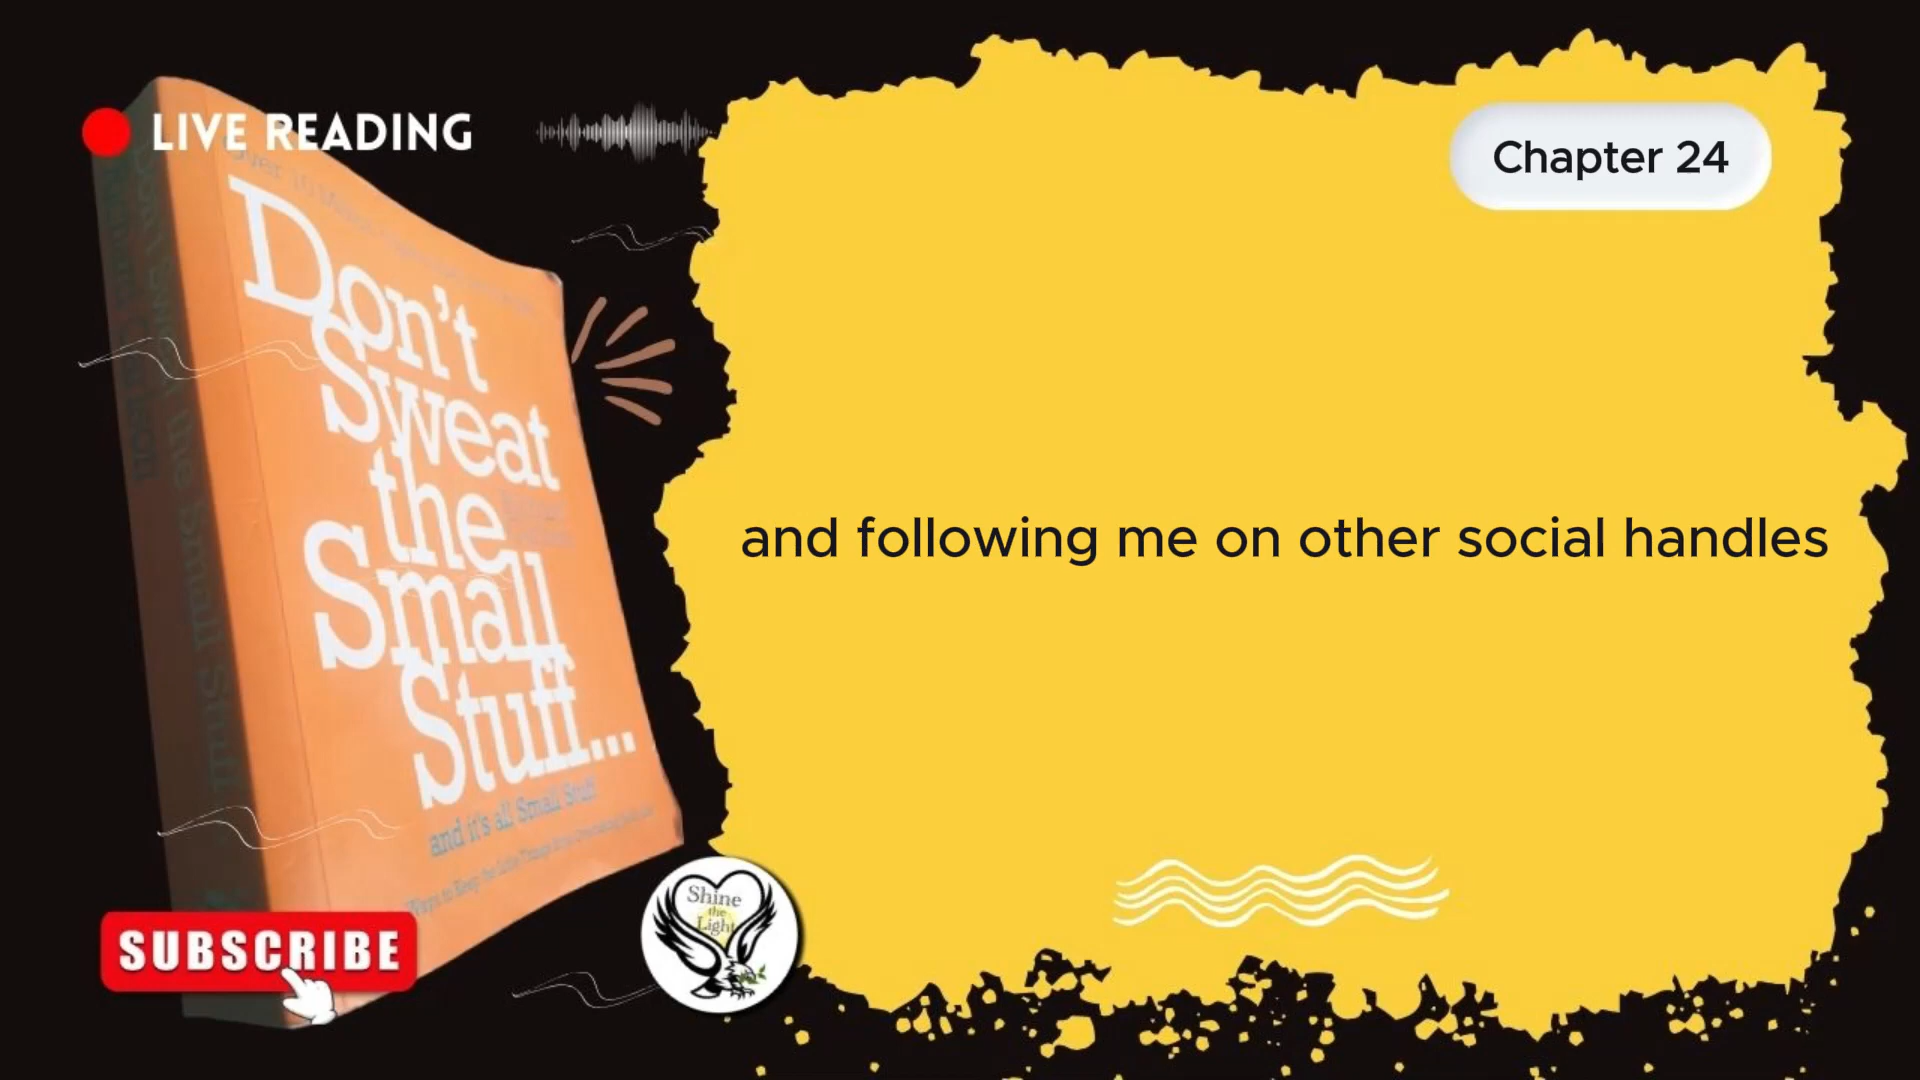 LIVE READING
Chapter 24
Don't
Sweat
the
Small
Stuff...
and it's all Small Stuff
and following me on other social handles
Shine
the
Light
SUBSCRIBE